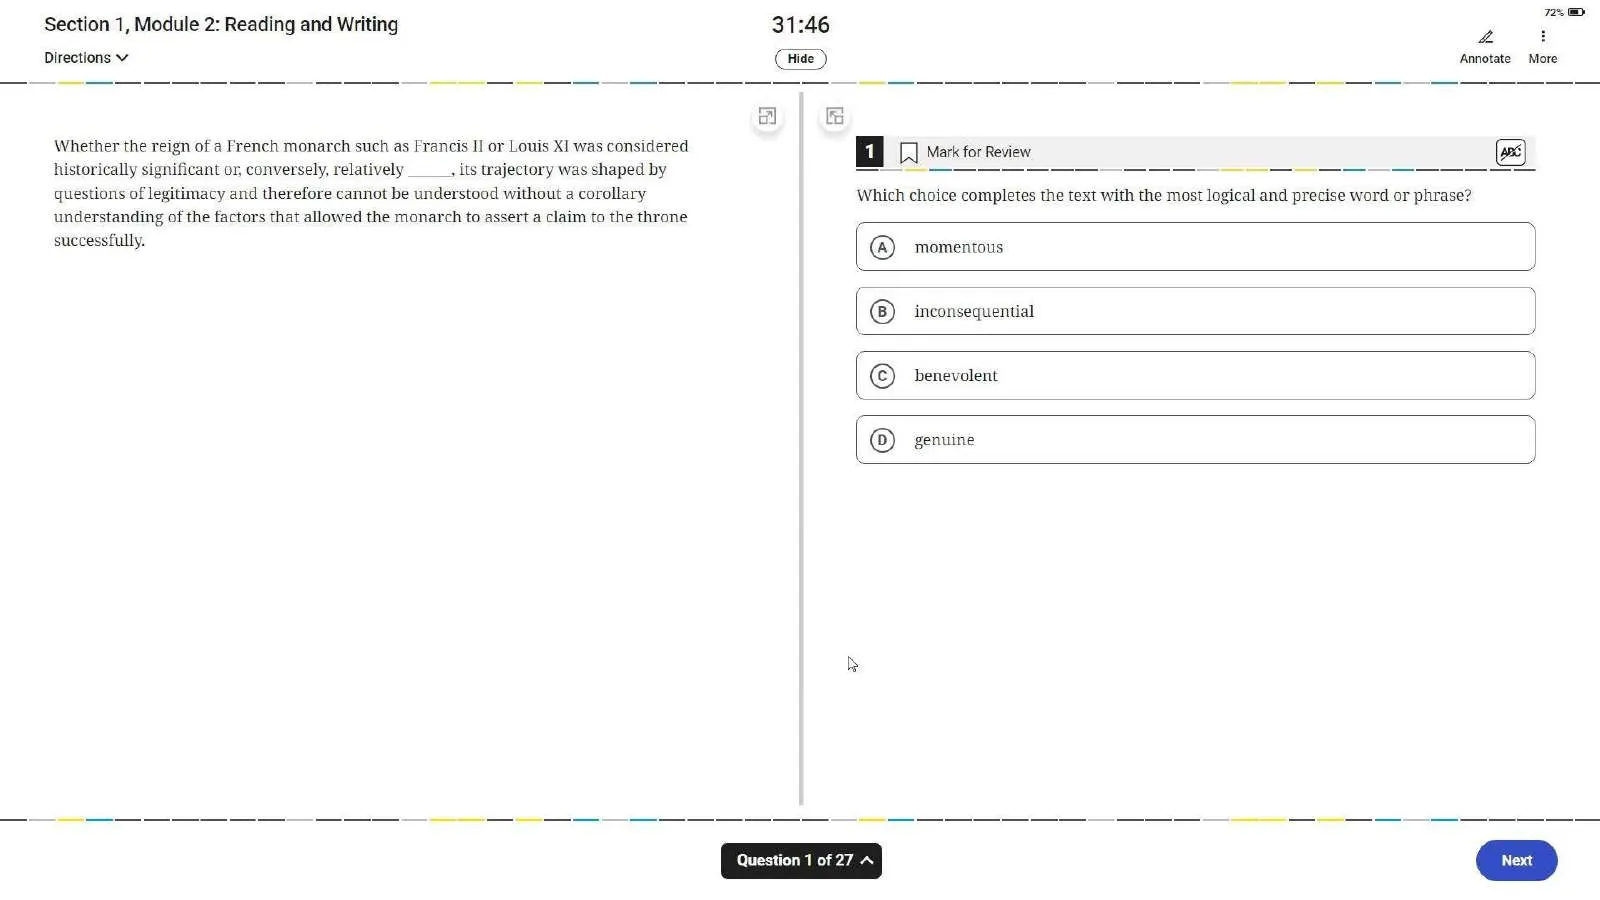 Section 1, Module 2: Reading and Writing
31:46
72%
Directions
Hide
Annotate
More
Whether the reign of a French monarch such as Francis II or Louis XI was considered
historically significant or, conversely, relatively _____, its trajectory was shaped by
questions of legitimacy and therefore cannot be understood without a corollary
understanding of the factors that allowed the monarch to assert a claim to the throne
successfully.
1
Mark for Review
ABC
Which choice completes the text with the most logical and precise word or phrase?
A momentous
B inconsequential
C benevolent
D genuine
Question 1 of 27
Next